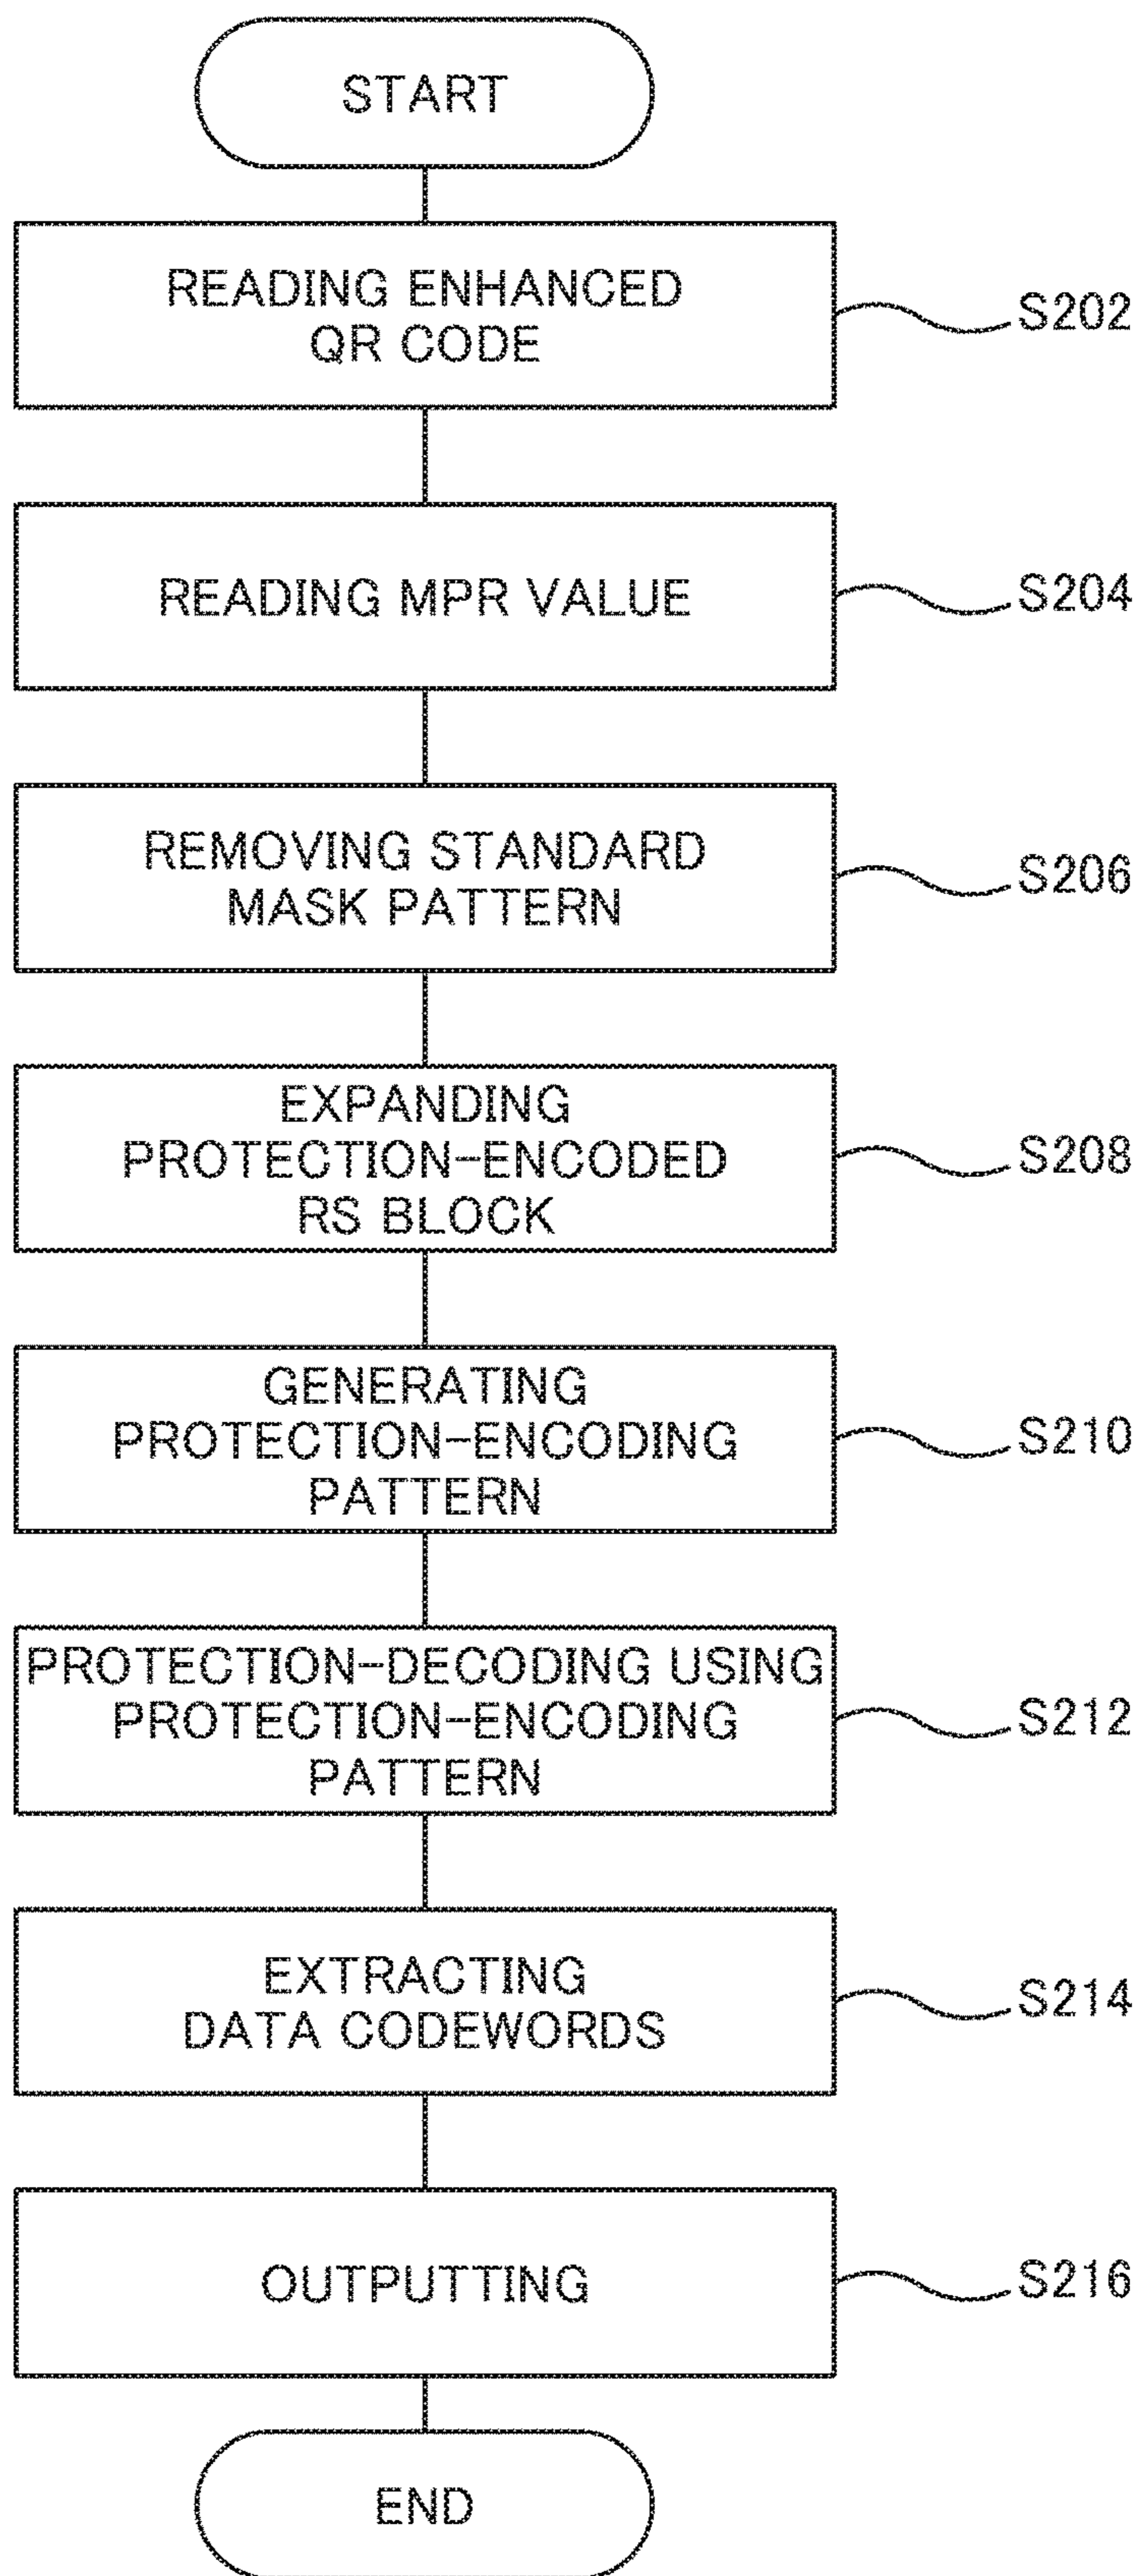 START
READING ENHANCED
QR CODE
S202
READING MPR VALUE
S204
REMOVING STANDARD
MASK PATTERN
S206
EXPANDING
PROTECTION-ENCODED
RS BLOCK
S208
GENERATING
PROTECTION-ENCODING
PATTERN
S210
PROTECTION-DECODING USING
PROTECTION-ENCODING
PATTERN
S212
EXTRACTING
DATA CODEWORDS
S214
OUTPUTTING
S216
END